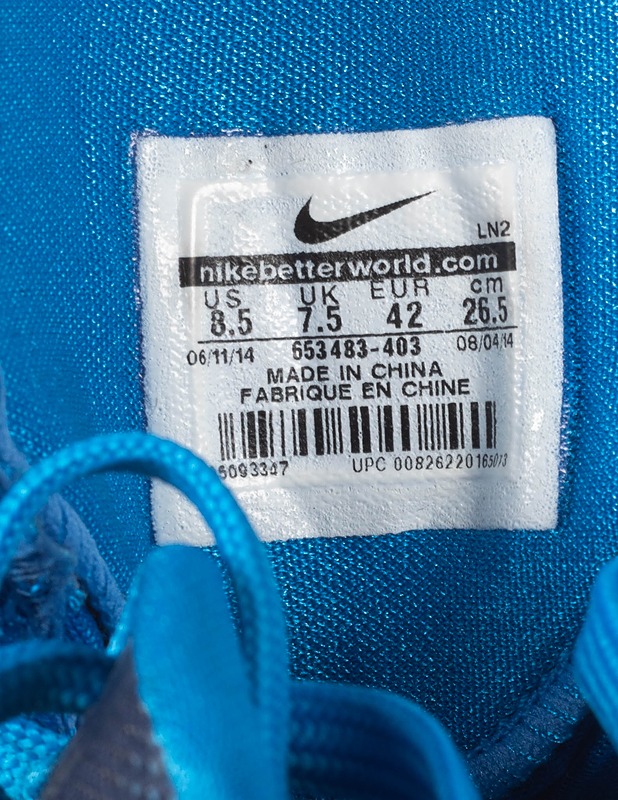 LN2
nikebetterworld.com
US UK EUR cm
8.5 7.5 42 26.5
06/11/14 653483-403 08/04/14
MADE IN CHINA
FABRIQUE EN CHINE
6093347 UPC 00826220165073